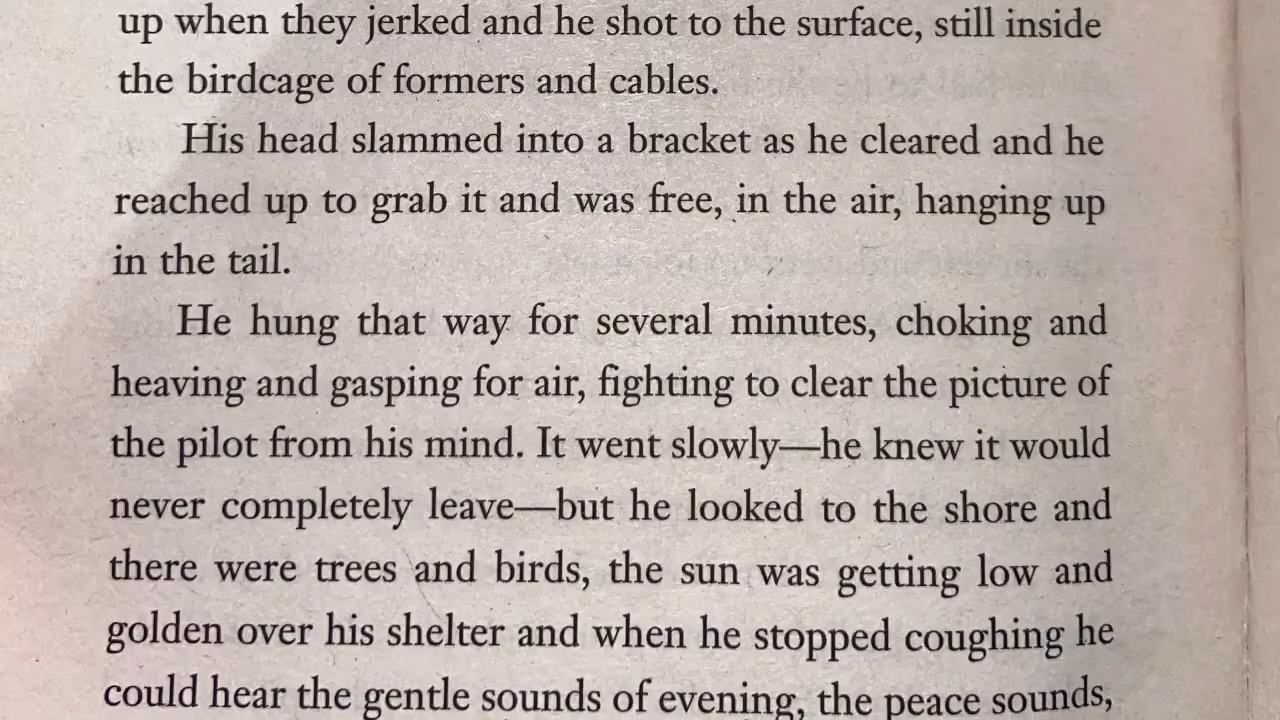 up when they jerked and he shot to the surface, still inside
the birdcage of formers and cables.
His head slammed into a bracket as he cleared and he
reached up to grab it and was free, in the air, hanging up
in the tail.
He hung that way for several minutes, choking and
heaving and gasping for air, fighting to clear the picture of
the pilot from his mind. It went slowly—he knew it would
never completely leave—but he looked to the shore and
there were trees and birds, the sun was getting low and
golden over his shelter and when he stopped coughing he
could hear the gentle sounds of evening, the peace sounds,